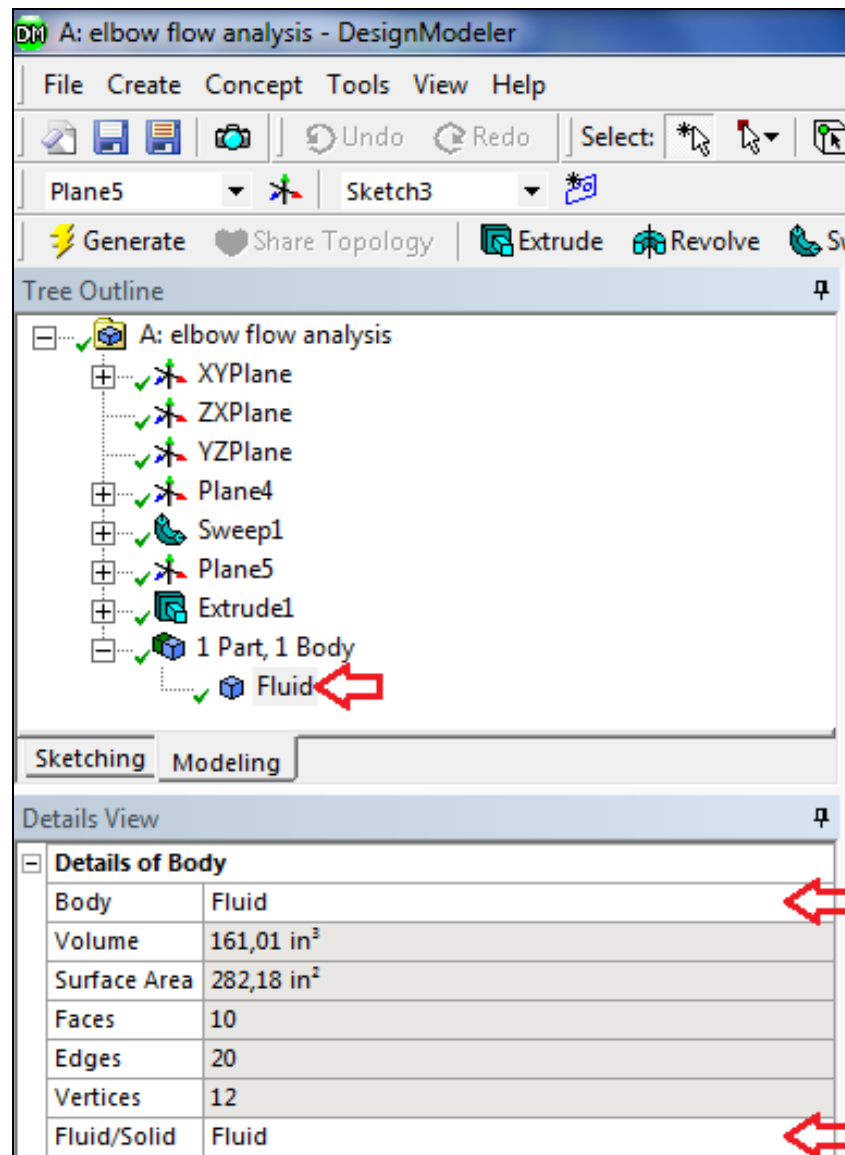 DM A: elbow flow analysis - DesignModeler
File Create Concept Tools View Help
Undo Redo Select:
Plane5 Sketch3
Generate Share Topology Extrude Revolve Sw
Tree Outline
A: elbow flow analysis
XYPlane
ZXPlane
YZPlane
Plane4
Sweep1
Plane5
Extrude1
1 Part, 1 Body
Fluid
Sketching Modeling
Details View
Details of Body
Body Fluid
Volume 161,01 in³
Surface Area 282,18 in²
Faces 10
Edges 20
Vertices 12
Fluid/Solid Fluid